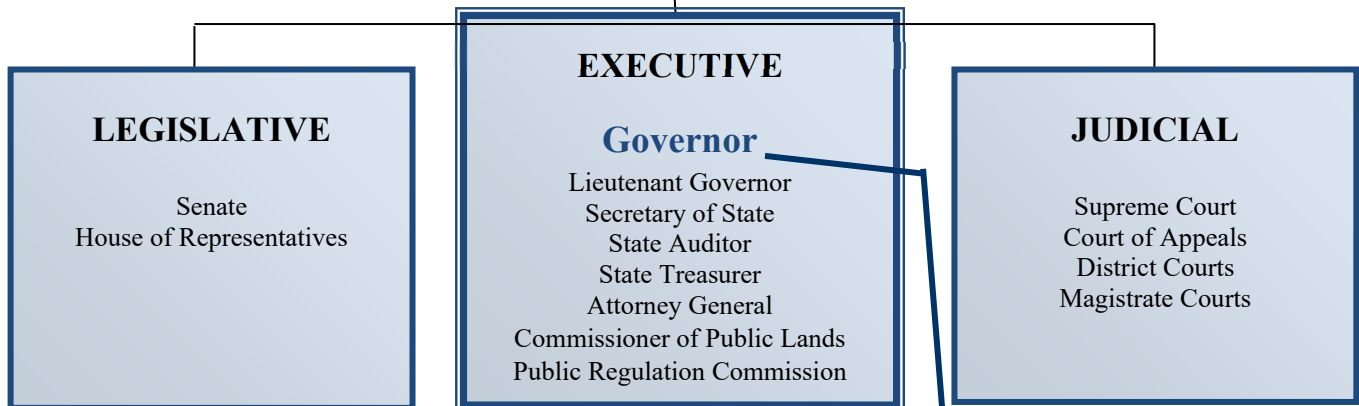 LEGISLATIVE
Senate
House of Representatives
EXECUTIVE
Governor
Lieutenant Governor
Secretary of State
State Auditor
State Treasurer
Attorney General
Commissioner of Public Lands
Public Regulation Commission
JUDICIAL
Supreme Court
Court of Appeals
District Courts
Magistrate Courts